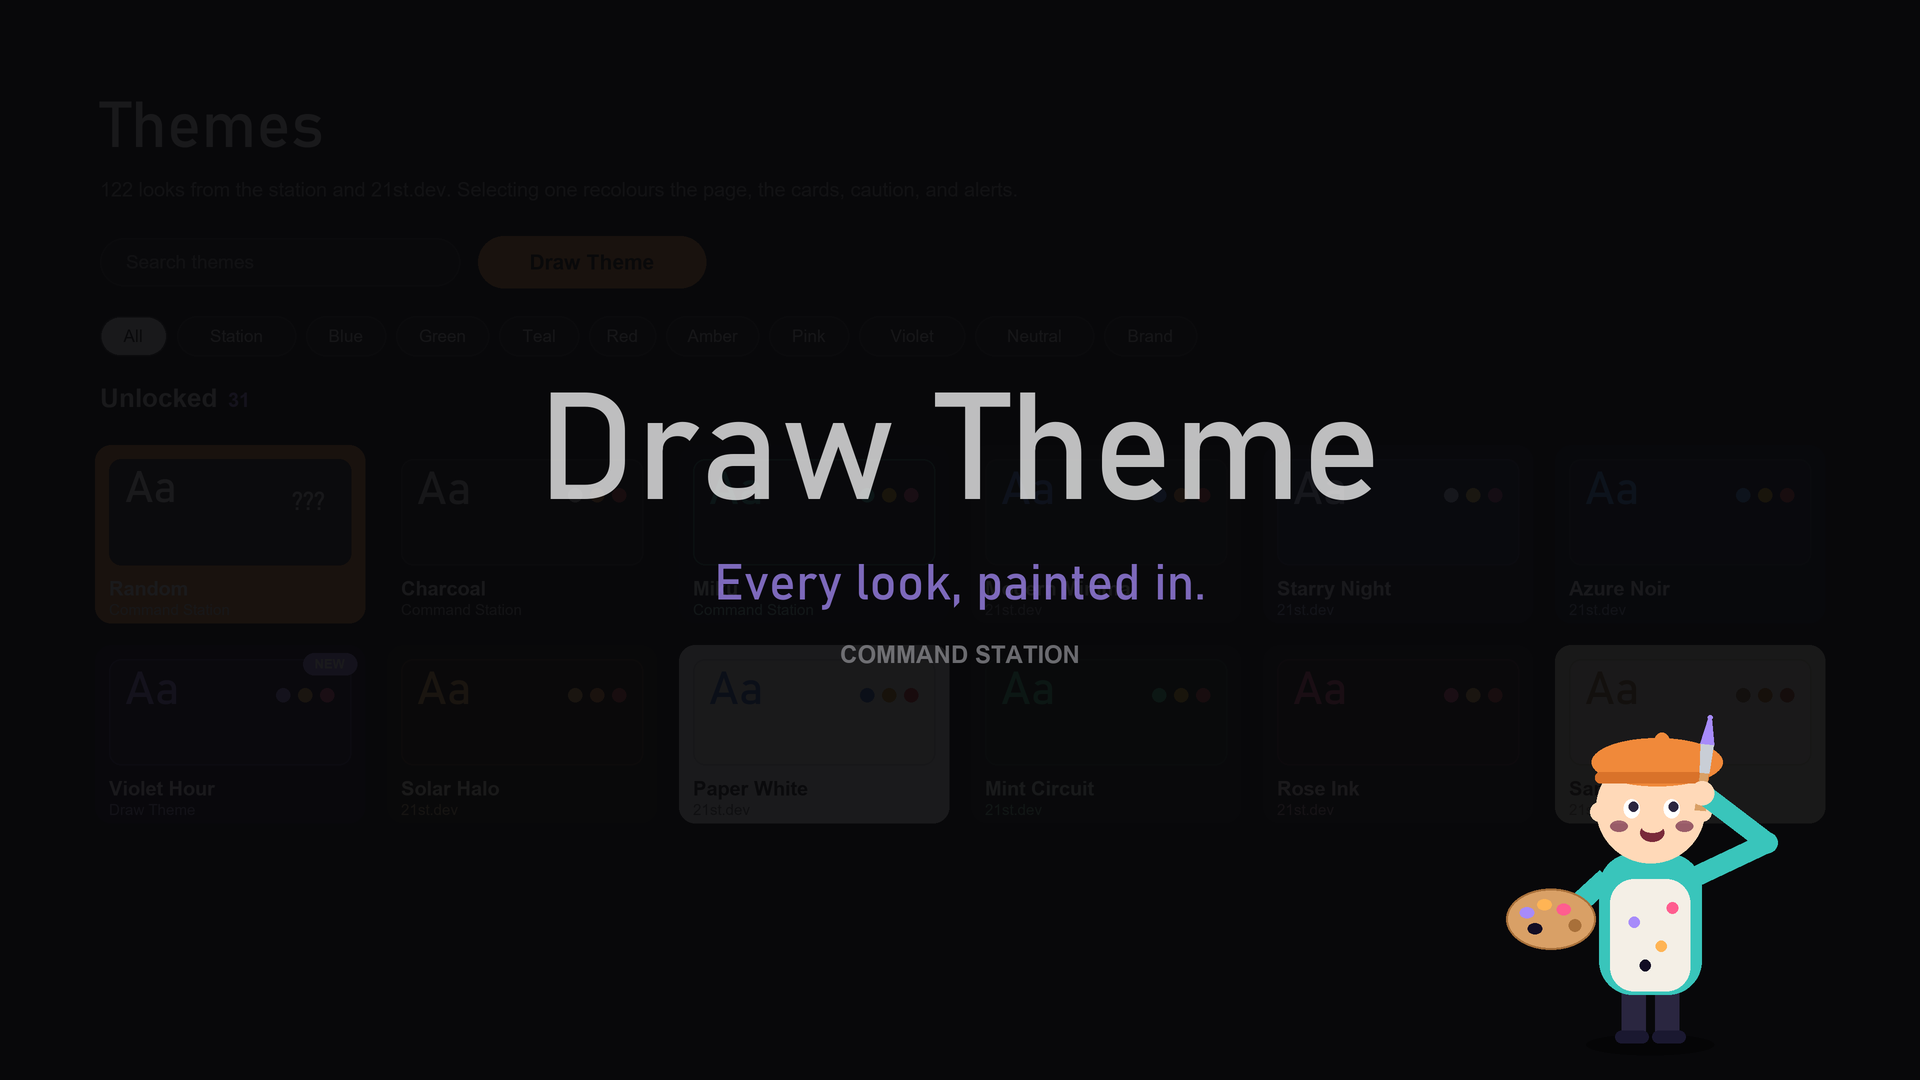 Themes
122 looks from the station and 21st.dev. Selecting one recolours the page, the cards, caution, and alerts.
Search themes
Draw Theme
All Station Blue Green Teal Red Amber Pink Violet Neutral Brand
Unlocked 31
Draw Theme
Aa ??? Aa Aa Aa Aa Aa
Every look, painted in.
Random Charcoal Starry Night Azure Noir
Command Station Command Station Command Station 21st.dev 21st.dev 21st.dev
COMMAND STATION
NEW
Aa Aa Aa Aa Aa Aa
Violet Hour Solar Halo Paper White Mint Circuit Rose Ink
Draw Theme 21st.dev 21st.dev 21st.dev 21st.dev